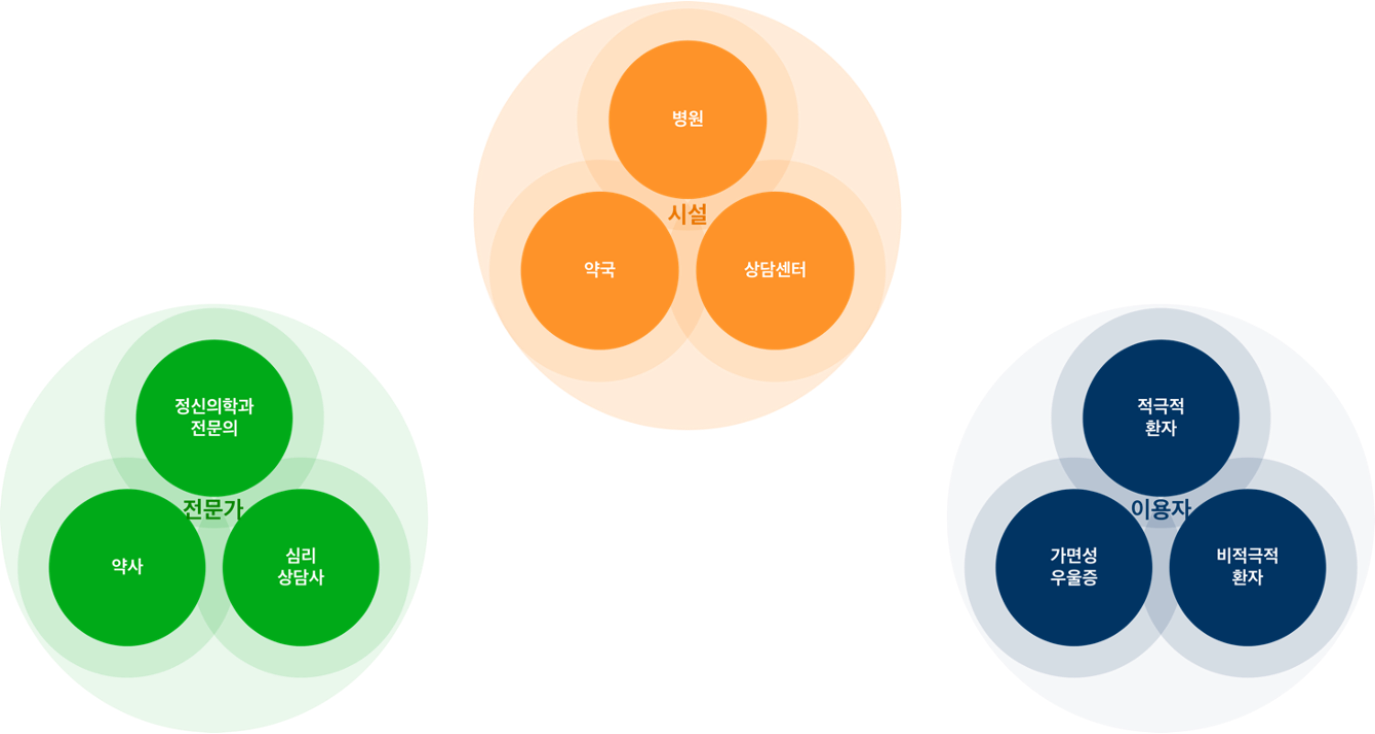 병원
시설
약국
상담센터
정신의학과
전문의
전문가
약사
심리
상담사
적극적
환자
이용자
가면성
우울증
비적극적
환자